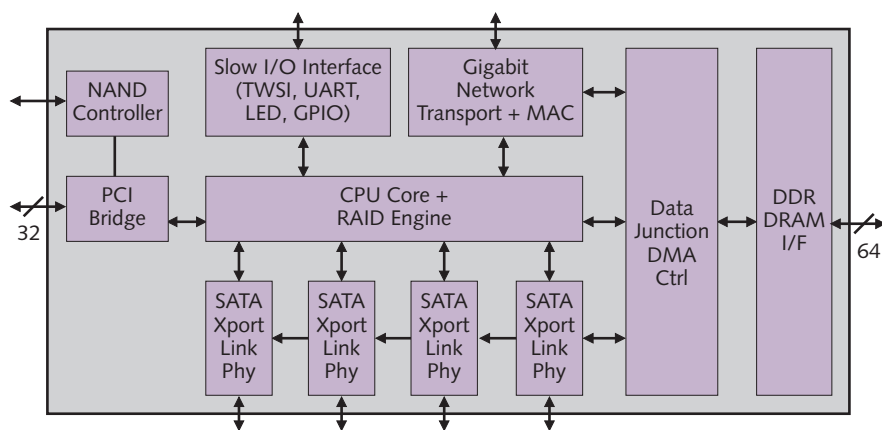 Slow I/O Interface
(TWSI, UART,
LED, GPIO)
Gigabit
Network
Transport + MAC
NAND
Controller
PCI
Bridge
32
CPU Core +
RAID Engine
Data
Junction
DMA
Ctrl
DDR
DRAM
I/F
64
SATA
Xport
Link
Phy
SATA
Xport
Link
Phy
SATA
Xport
Link
Phy
SATA
Xport
Link
Phy